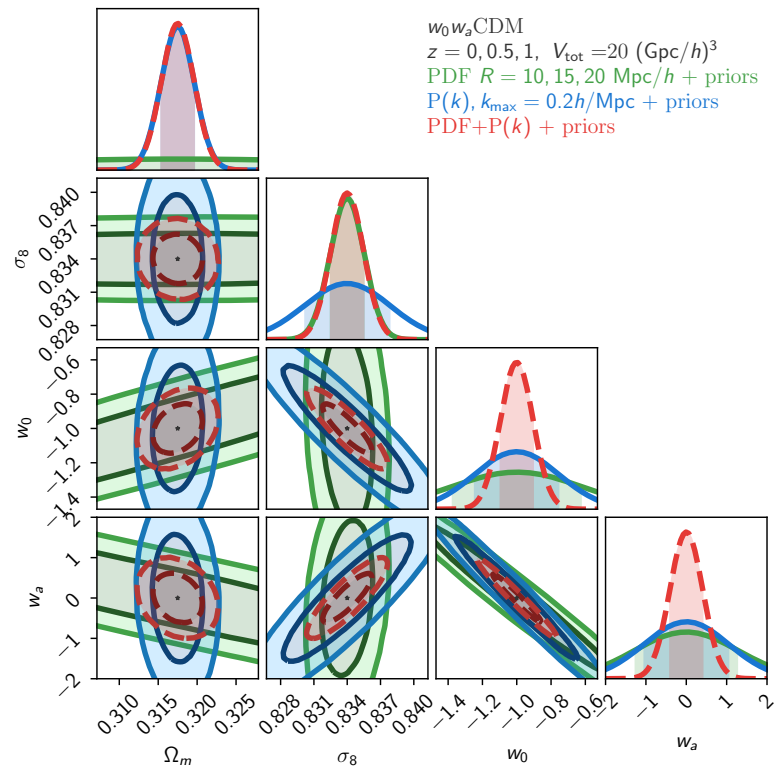 w₀wₐCDM
z = 0, 0.5, 1, V_tot =20 (Gpc/h)³
PDF R = 10, 15, 20 Mpc/h + priors
P(k), k_max = 0.2h/Mpc + priors
PDF+P(k) + priors
0.840
0.837
0.834
0.831
0.828
σ₈
−0.6
−0.8
−1.0
−1.2
−1.4
w₀
2
1
0
−1
−2
wₐ
0.310 0.315 0.320 0.325
0.828 0.831 0.834 0.837 0.840
−1.4 −1.2 −1.0 −0.8 −0.6
−2 −1 0 1 2
Ω_m σ₈ w₀ wₐ